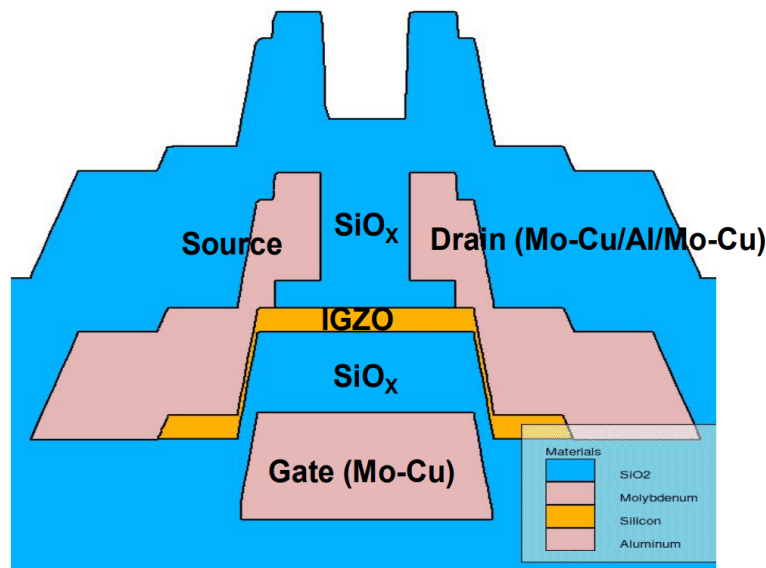 SiOX
Source
Drain (Mo-Cu/Al/Mo-Cu)
IGZO
SiOX
Gate (Mo-Cu)
Materials
SiO2
Molybdenum
Silicon
Aluminum